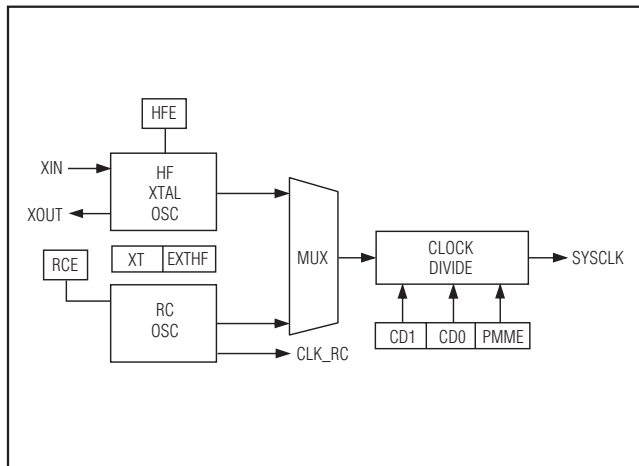 HFE
XIN
HF
XTAL
OSC
XOUT
XT EXTHF
RCE
RC
OSC
CLK_RC
MUX
CLOCK
DIVIDE
SYSCLK
CD1 CD0 PMME